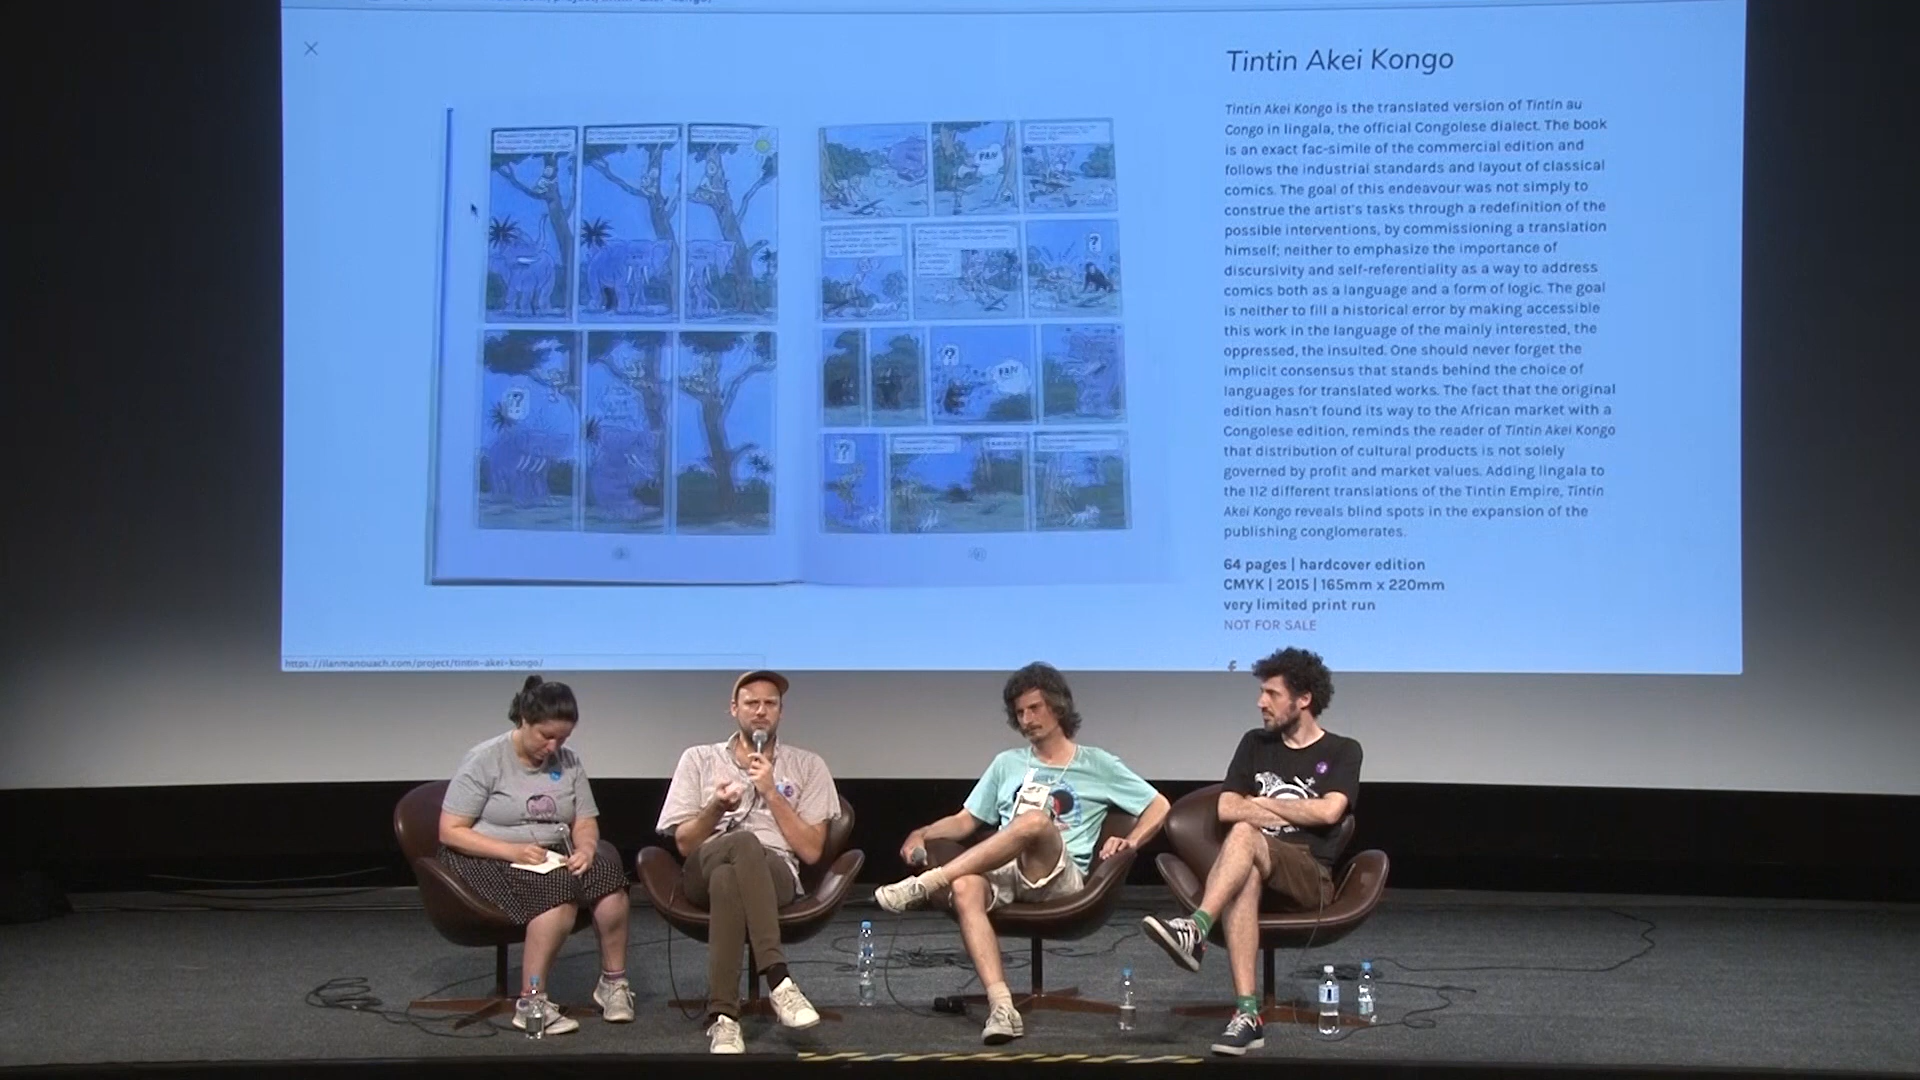 Tintin Akei Kongo
Tintin Akei Kongo is the translated version of Tintin au
Congo in lingala, the official Congolese dialect. The book
is an exact fac-simile of the commercial edition and
follows the industrial standards and layout of classical
comics. The goal of this endeavour was not simply to
construe the artist's tasks through a redefinition of the
possible interventions, by commissioning a translation
himself; neither to emphasize the importance of
discursivity and self-referentiality as a way to address
comics both as a language and a form of logic. The goal
is neither to fill a historical error by making accessible
this work in the language of the mainly interested, the
oppressed, the insulted. One should never forget the
implicit consensus that stands behind the choice of
languages for translated works. The fact that the original
edition hasn't found its way to the African market with a
Congolese edition, reminds the reader of Tintin Akei Kongo
that distribution of cultural products is not solely
governed by profit and market values. Adding lingala to
the 112 different translations of the Tintin Empire, Tintin
Akei Kongo reveals blind spots in the expansion of the
publishing conglomerates.
64 pages | hardcover edition
CMYK | 2015 | 165mm x 220mm
very limited print run
NOT FOR SALE
https://ilanmanouach.com/project/tintin-akei-kongo/
PAN
?
?
PAN
?
?